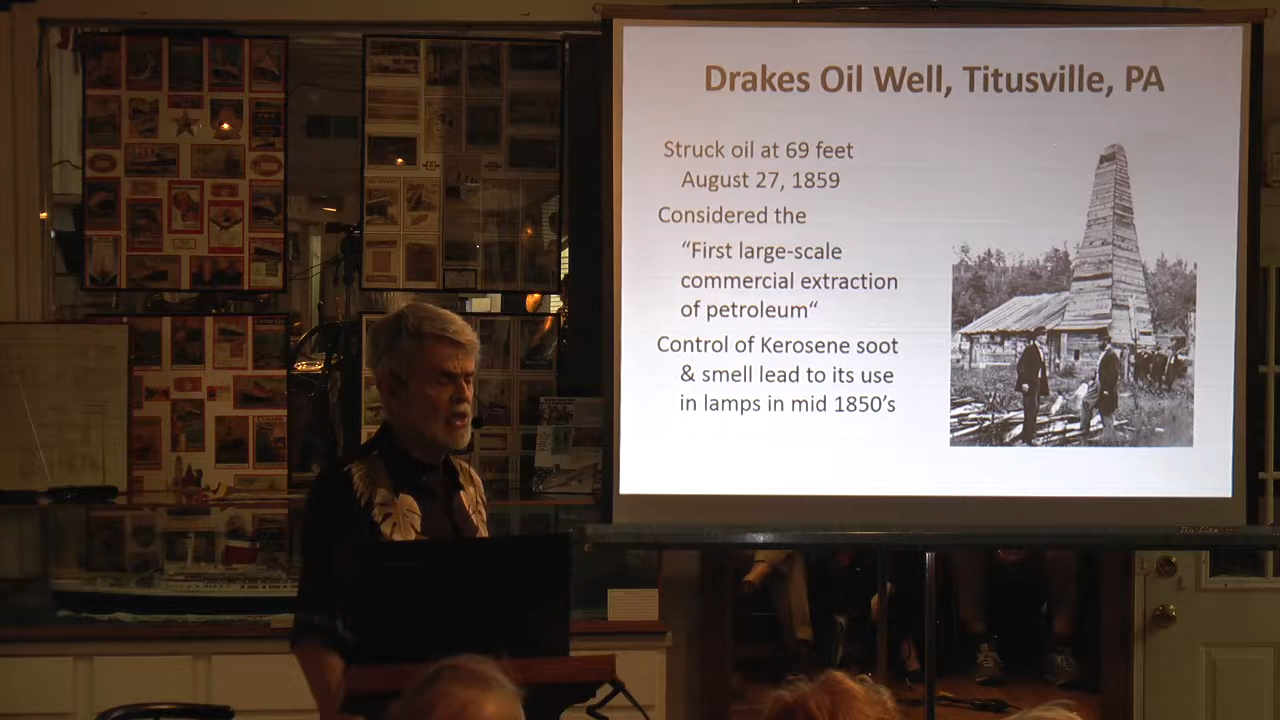 Drakes Oil Well, Titusville, PA
Struck oil at 69 feet
August 27, 1859
Considered the
“First large-scale
commercial extraction
of petroleum“
Control of Kerosene soot
& smell lead to its use
in lamps in mid 1850’s